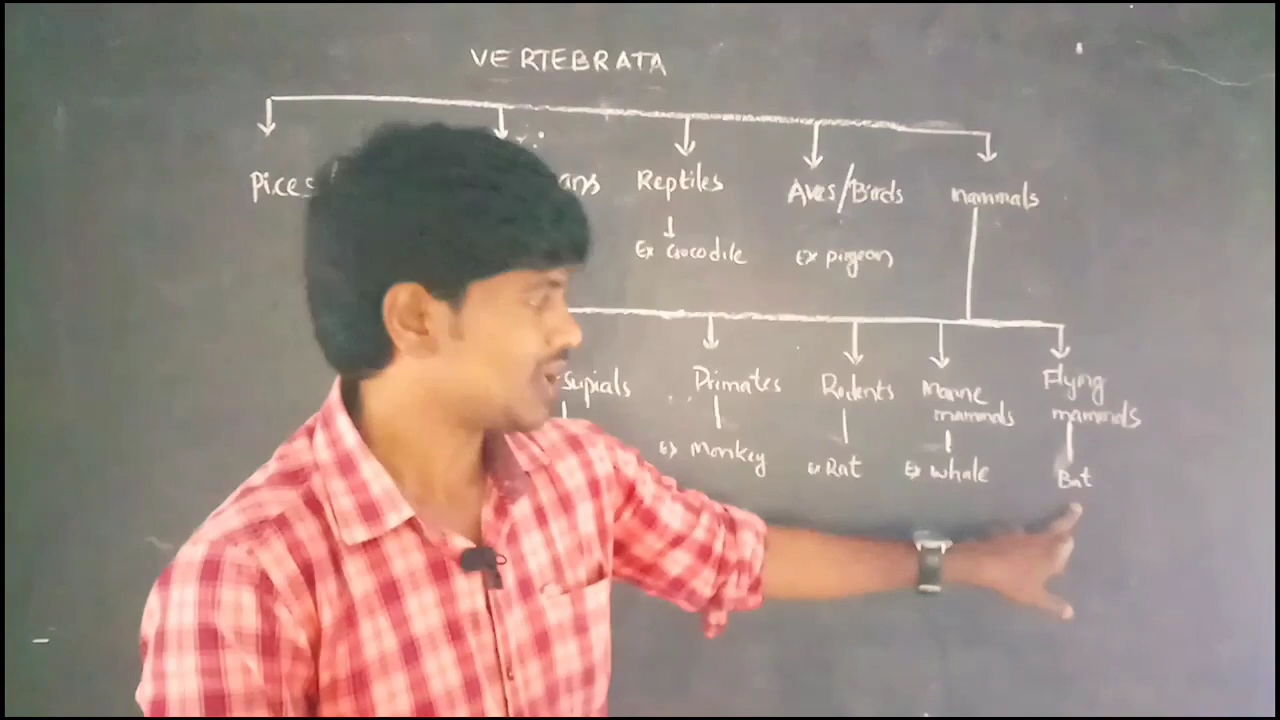 VERTEBRATA
Pices ans Reptiles Aves/Birds mammals
Ex Crocodile Ex pigeon
supials Primates Rodents Marine Flying
mammals mammals
Ex Monkey Ex Rat Ex Whale Bat